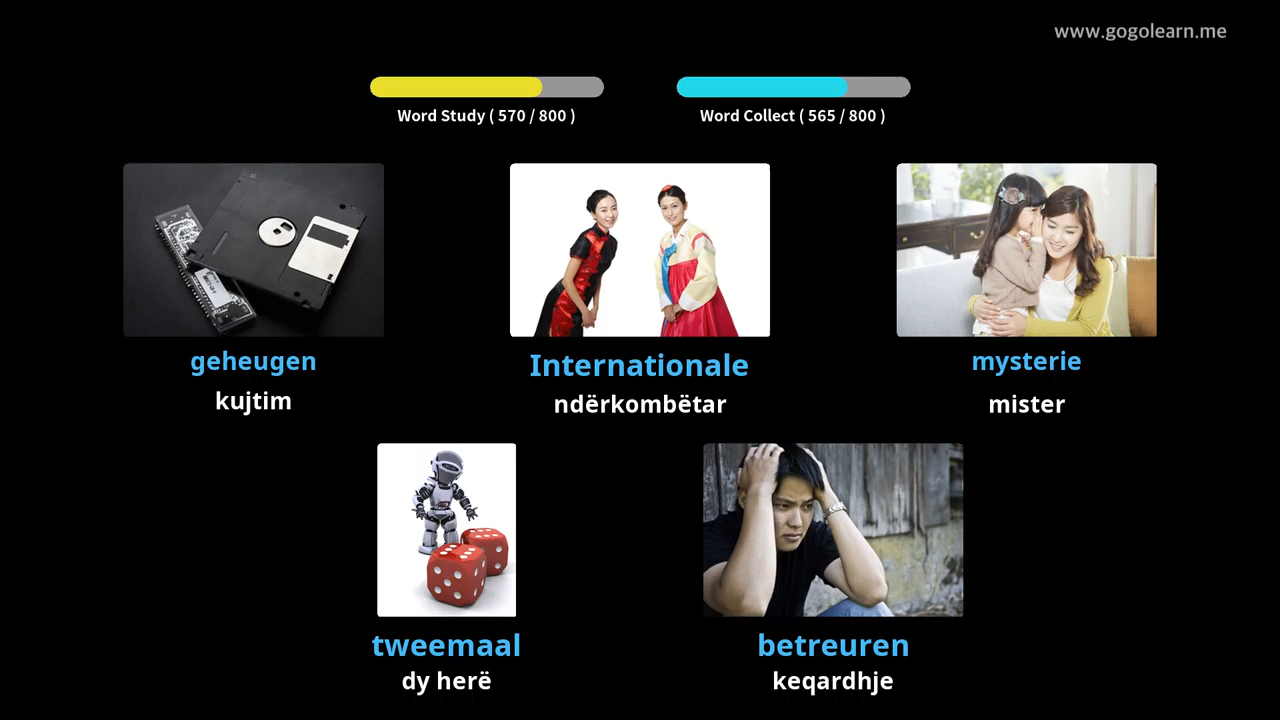 www.gogolearn.me
Word Study ( 570 / 800 )
Word Collect ( 565 / 800 )
geheugen
kujtim
Internationale
ndërkombëtar
mysterie
mister
tweemaal
dy herë
betreuren
keqardhje